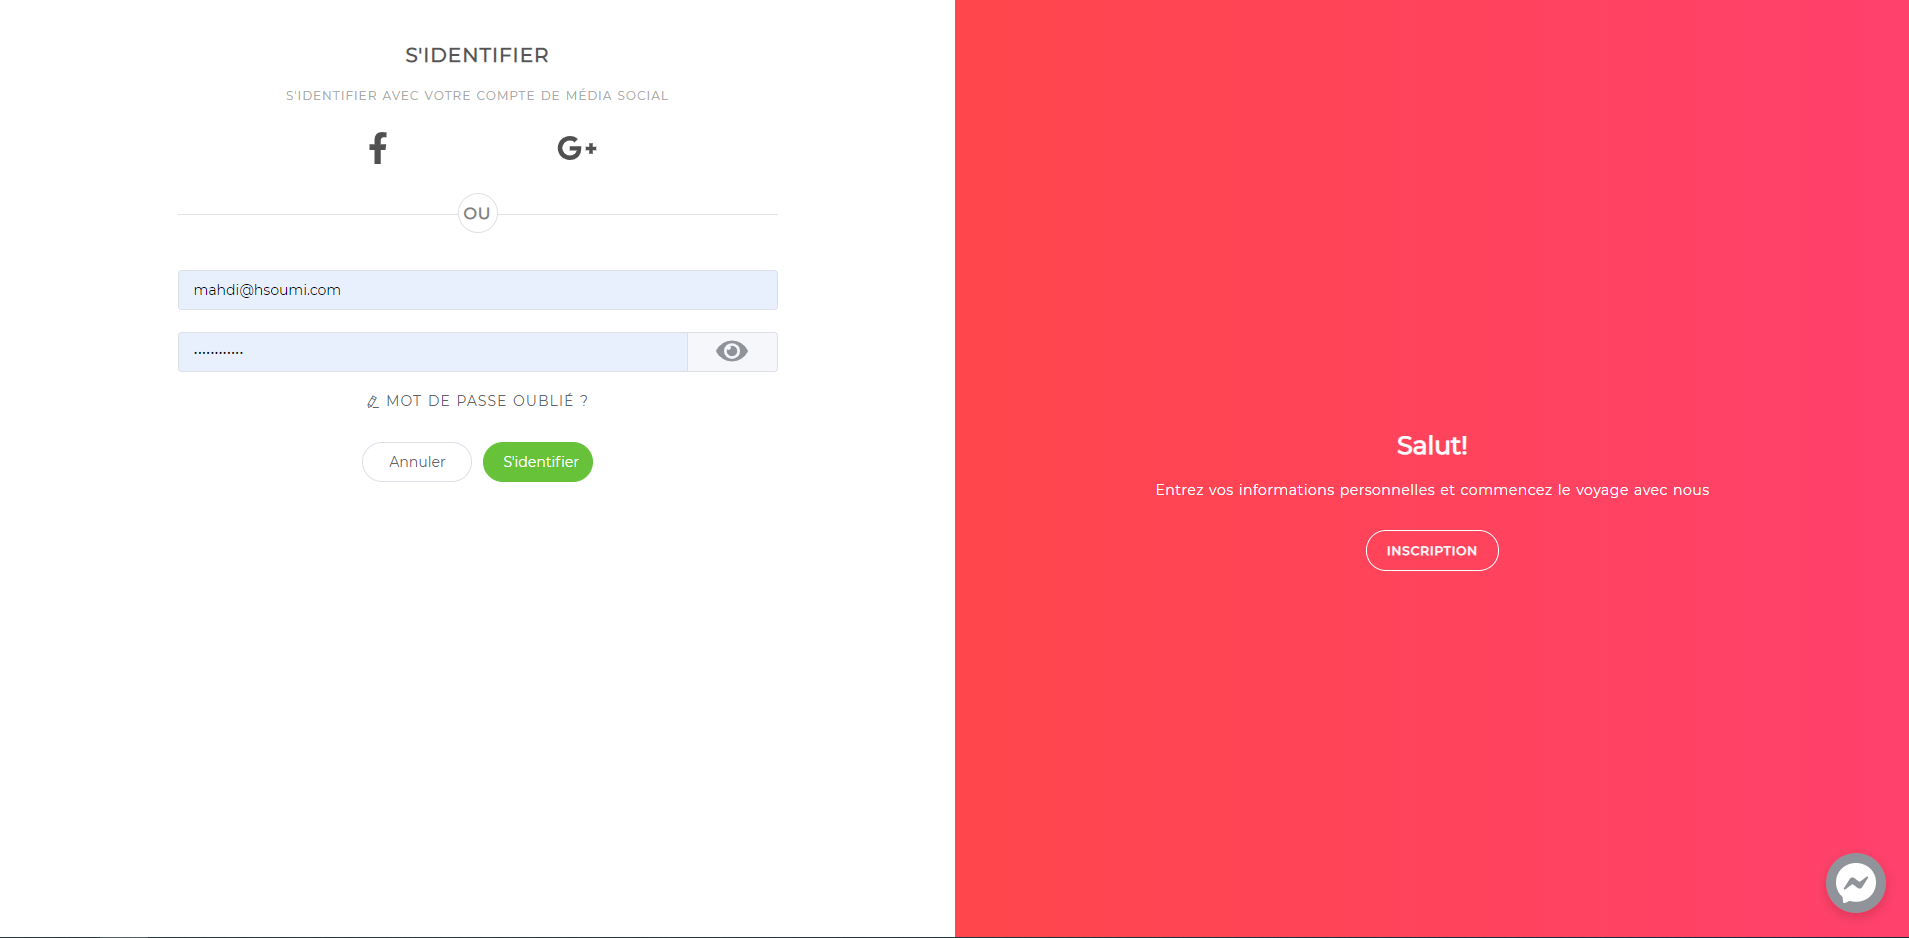 S'IDENTIFIER
S'IDENTIFIER AVEC VOTRE COMPTE DE MÉDIA SOCIAL
G+
OU
mahdi@hsoumi.com
MOT DE PASSE OUBLIÉ ?
Annuler
S'identifier
Salut!
Entrez vos informations personnelles et commencez le voyage avec nous
INSCRIPTION